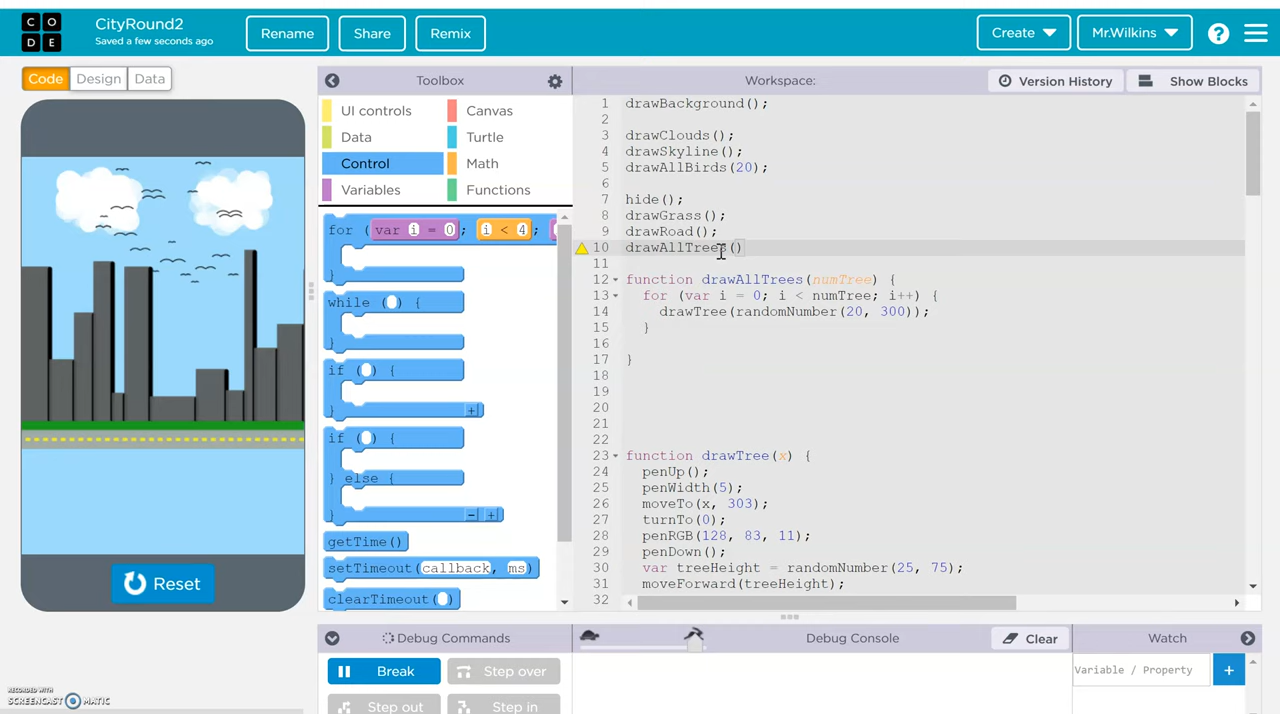 C O
D E
CityRound2
Saved a few seconds ago
Rename
Share
Remix
Create
Mr.Wilkins
?
Code
Design
Data
Toolbox
Workspace:
Version History
Show Blocks
UI controls
Canvas
Data
Turtle
Control
Math
Variables
Functions
for ( var i = 0; i < 4;
}
while ( ) {
}
if ( ) {
}
if ( ) {
} else {
}
getTime()
setTimeout(callback, ms)
clearTimeout( )
1 drawBackground();
2
3 drawClouds();
4 drawSkyline();
5 drawAllBirds(20);
6
7 hide();
8 drawGrass();
9 drawRoad();
10 drawAllTrees()
11
12 function drawAllTrees(numTree) {
13 for (var i = 0; i < numTree; i++) {
14 drawTree(randomNumber(20, 300));
15 }
16
17 }
18
19
20
21
22
23 function drawTree(x) {
24 penUp();
25 penWidth(5);
26 moveTo(x, 303);
27 turnTo(0);
28 penRGB(128, 83, 11);
29 penDown();
30 var treeHeight = randomNumber(25, 75);
31 moveForward(treeHeight);
32
Reset
Debug Commands
Debug Console
Clear
Watch
Break
Step over
Step out
Step in
Variable / Property
+
RECORDED WITH
SCREENCAST MATIC